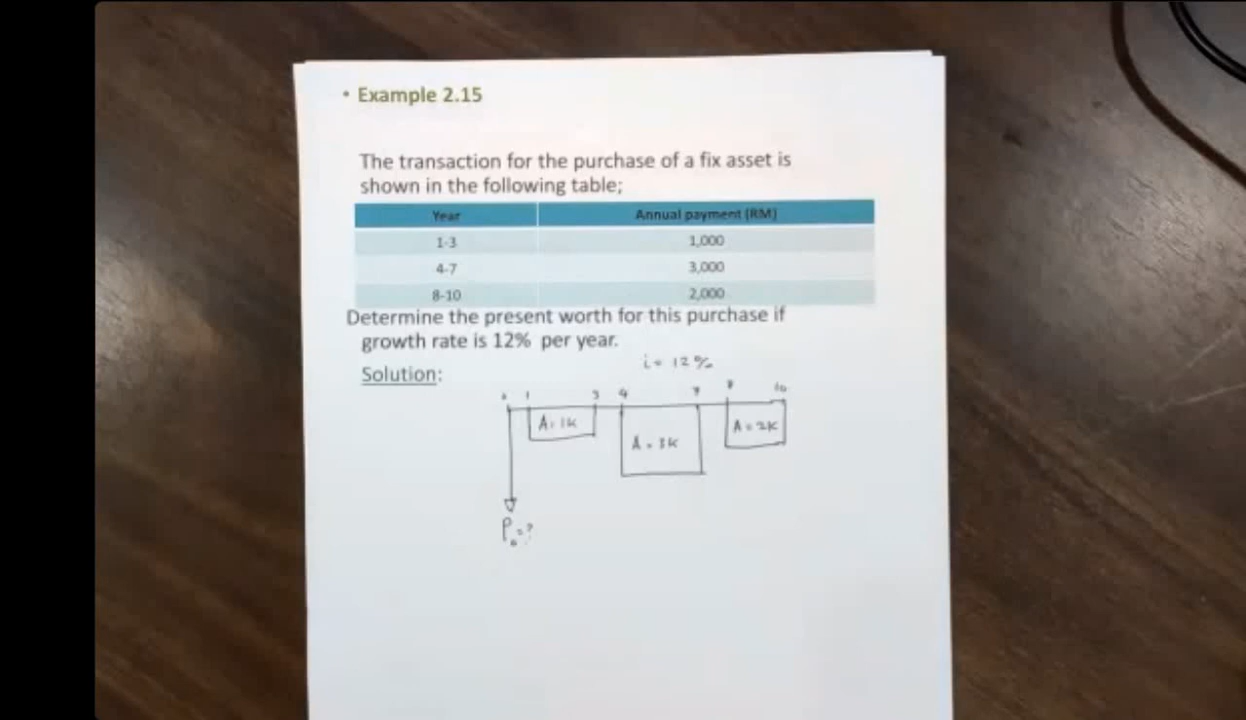 • Example 2.15
The transaction for the purchase of a fix asset is
shown in the following table;
Year Annual payment (RM)
1-3 1,000
4-7 3,000
8-10 2,000
Determine the present worth for this purchase if
growth rate is 12% per year.
i = 12%
Solution:
0 1 3 4 7 8 10
A = 1K
A = 3K
A = 2K
P₀ = ?